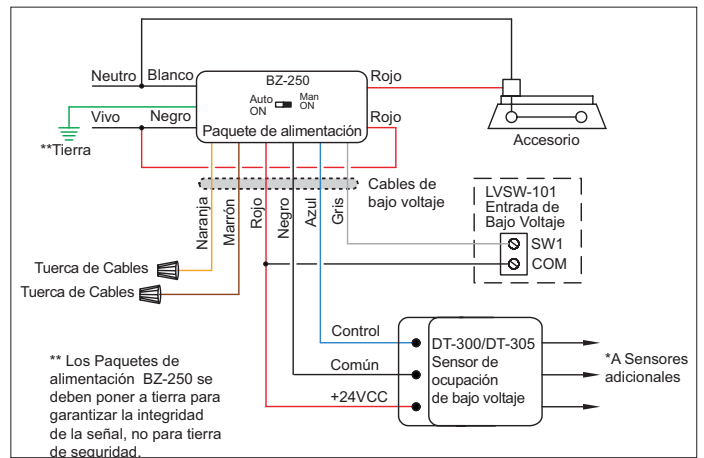 Neutro Blanco
BZ-250
Rojo
Auto ON
Man ON
Vivo Negro
Paquete de alimentación
Rojo
**Tierra
Accesorio
Cables de
bajo voltaje
Naranja
Marrón
Rojo
Negro
Azul
Gris
LVSW-101
Entrada de
Bajo Voltaje
SW1
COM
Tuerca de Cables
Tuerca de Cables
Control
Común
+24VCC
DT-300/DT-305
Sensor de
ocupación
de bajo voltaje
*A Sensores
adicionales
** Los Paquetes de
alimentación BZ-250 se
deben poner a tierra para
garantizar la integridad
de la señal, no para tierra
de seguridad.